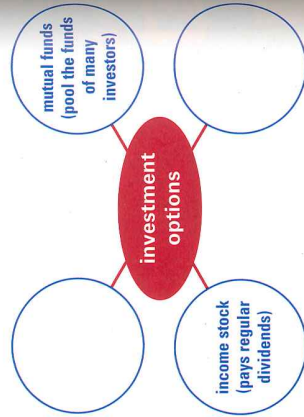 mutual funds
(pool the funds
of many
investors)
investment
options
income stock
(pays regular
dividends)